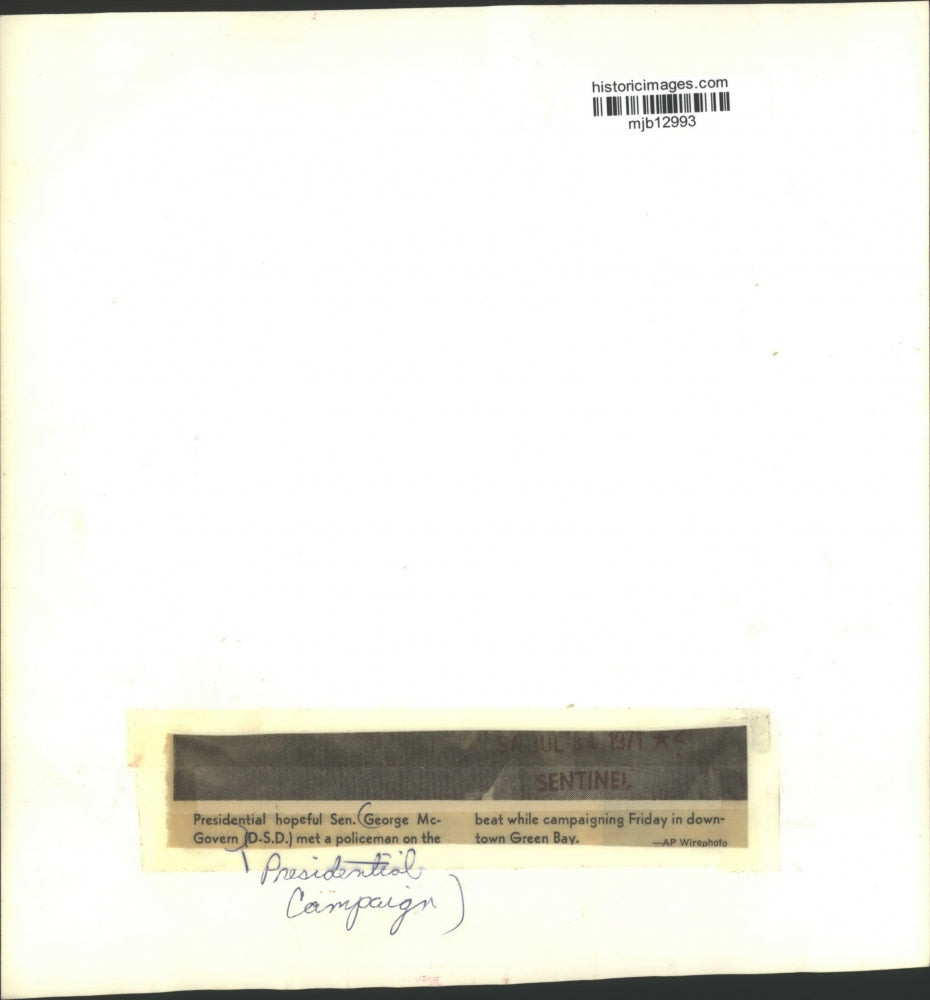 historicimages.com
mjb12993
SA JUL 31 1971 ★
SENTINEL
Presidential hopeful Sen. (George Mc-
Govern (D-S.D.) met a policeman on the
beat while campaigning Friday in down-
town Green Bay.
—AP Wirephoto
Presidential
Campaign)